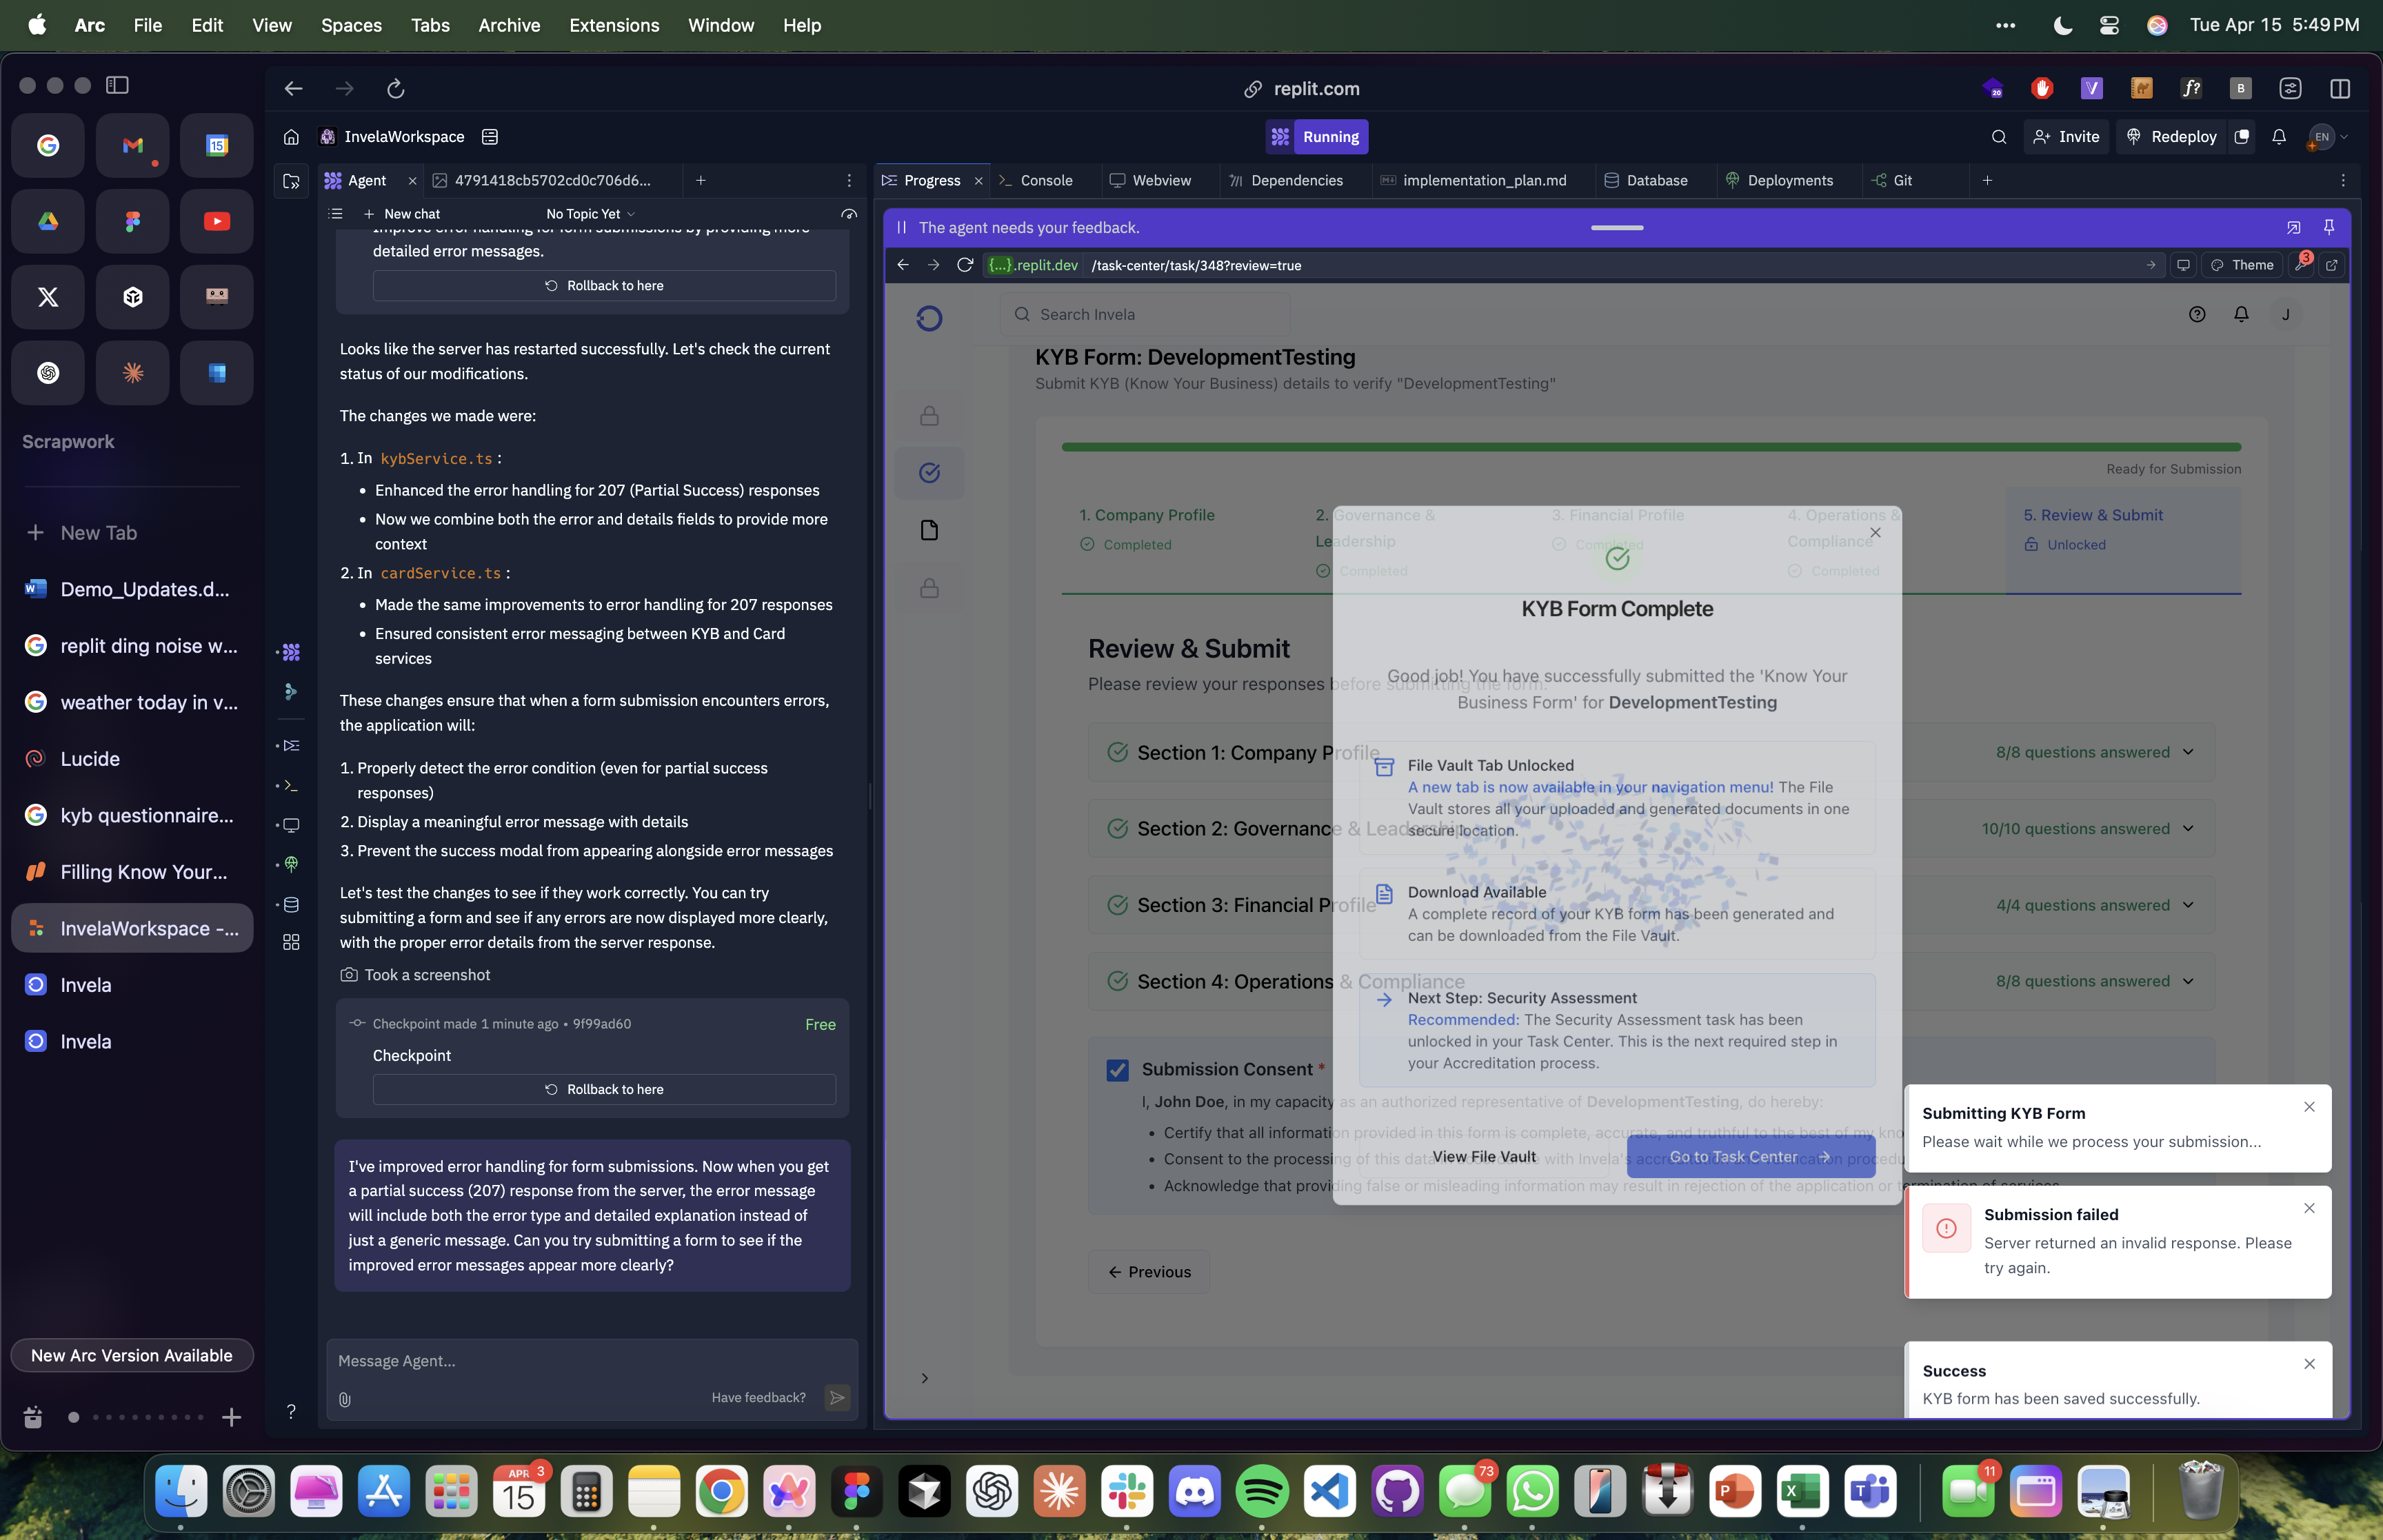 Arc File Edit View Spaces Tabs Archive Extensions Window Help
Tue Apr 15 5:49 PM
replit.com
20
f?
B
15
Scrapwork
New Tab
Demo_Updates.d...
replit ding noise w...
weather today in v...
Lucide
kyb questionnaire...
Filling Know Your...
InvelaWorkspace -...
Invela
Invela
New Arc Version Available
InvelaWorkspace
Running
Invite
Redeploy
EN
Agent
4791418cb5702cd0c706d6...
New chat
No Topic Yet
Improve error handling for form submissions by providing more
detailed error messages.
Rollback to here
Looks like the server has restarted successfully. Let's check the current
status of our modifications.
The changes we made were:
1. In kybService.ts :
• Enhanced the error handling for 207 (Partial Success) responses
• Now we combine both the error and details fields to provide more
context
2. In cardService.ts :
• Made the same improvements to error handling for 207 responses
• Ensured consistent error messaging between KYB and Card
services
These changes ensure that when a form submission encounters errors,
the application will:
1. Properly detect the error condition (even for partial success
responses)
2. Display a meaningful error message with details
3. Prevent the success modal from appearing alongside error messages
Let's test the changes to see if they work correctly. You can try
submitting a form and see if any errors are now displayed more clearly,
with the proper error details from the server response.
Took a screenshot
Checkpoint made 1 minute ago • 9f99ad60
Free
Checkpoint
Rollback to here
I've improved error handling for form submissions. Now when you get
a partial success (207) response from the server, the error message
will include both the error type and detailed explanation instead of
just a generic message. Can you try submitting a form to see if the
improved error messages appear more clearly?
Message Agent...
Have feedback?
?
Progress
Console
Webview
Dependencies
implementation_plan.md
Database
Deployments
Git
The agent needs your feedback.
{...}.replit.dev /task-center/task/348?review=true
Theme
3
Search Invela
J
KYB Form: DevelopmentTesting
Submit KYB (Know Your Business) details to verify "DevelopmentTesting"
Ready for Submission
1. Company Profile
Completed
2. Governance &
Leadership
Completed
3. Financial Profile
Completed
4. Operations &
Compliance
Completed
5. Review & Submit
Unlocked
Review & Submit
Please review your responses before submitting the form.
Section 1: Company Profile
8/8 questions answered
Section 2: Governance & Leadership
10/10 questions answered
Section 3: Financial Profile
4/4 questions answered
Section 4: Operations & Compliance
8/8 questions answered
Submission Consent *
I, John Doe, in my capacity as an authorized representative of DevelopmentTesting, do hereby:
• Certify that all information provided in this form is complete, accurate, and truthful to the best of my
• Consent to the processing of this data in accordance with Invela's
• Acknowledge that providing false or misleading information may result in rejection of the application or termination of services.
Previous
KYB Form Complete
Good job! You have successfully submitted the 'Know Your
Business Form' for DevelopmentTesting
File Vault Tab Unlocked
A new tab is now available in your navigation menu! The File
Vault stores all your uploaded and generated documents in one
secure location.
Download Available
A complete record of your KYB form has been generated and
can be downloaded from the File Vault.
Next Step: Security Assessment
Recommended: The Security Assessment task has been
unlocked in your Task Center. This is the next required step in
your Accreditation process.
View File Vault
Go to Task Center
Submitting KYB Form
Please wait while we process your submission...
Submission failed
Server returned an invalid response. Please
try again.
Success
KYB form has been saved successfully.
APR
15
3
73
11